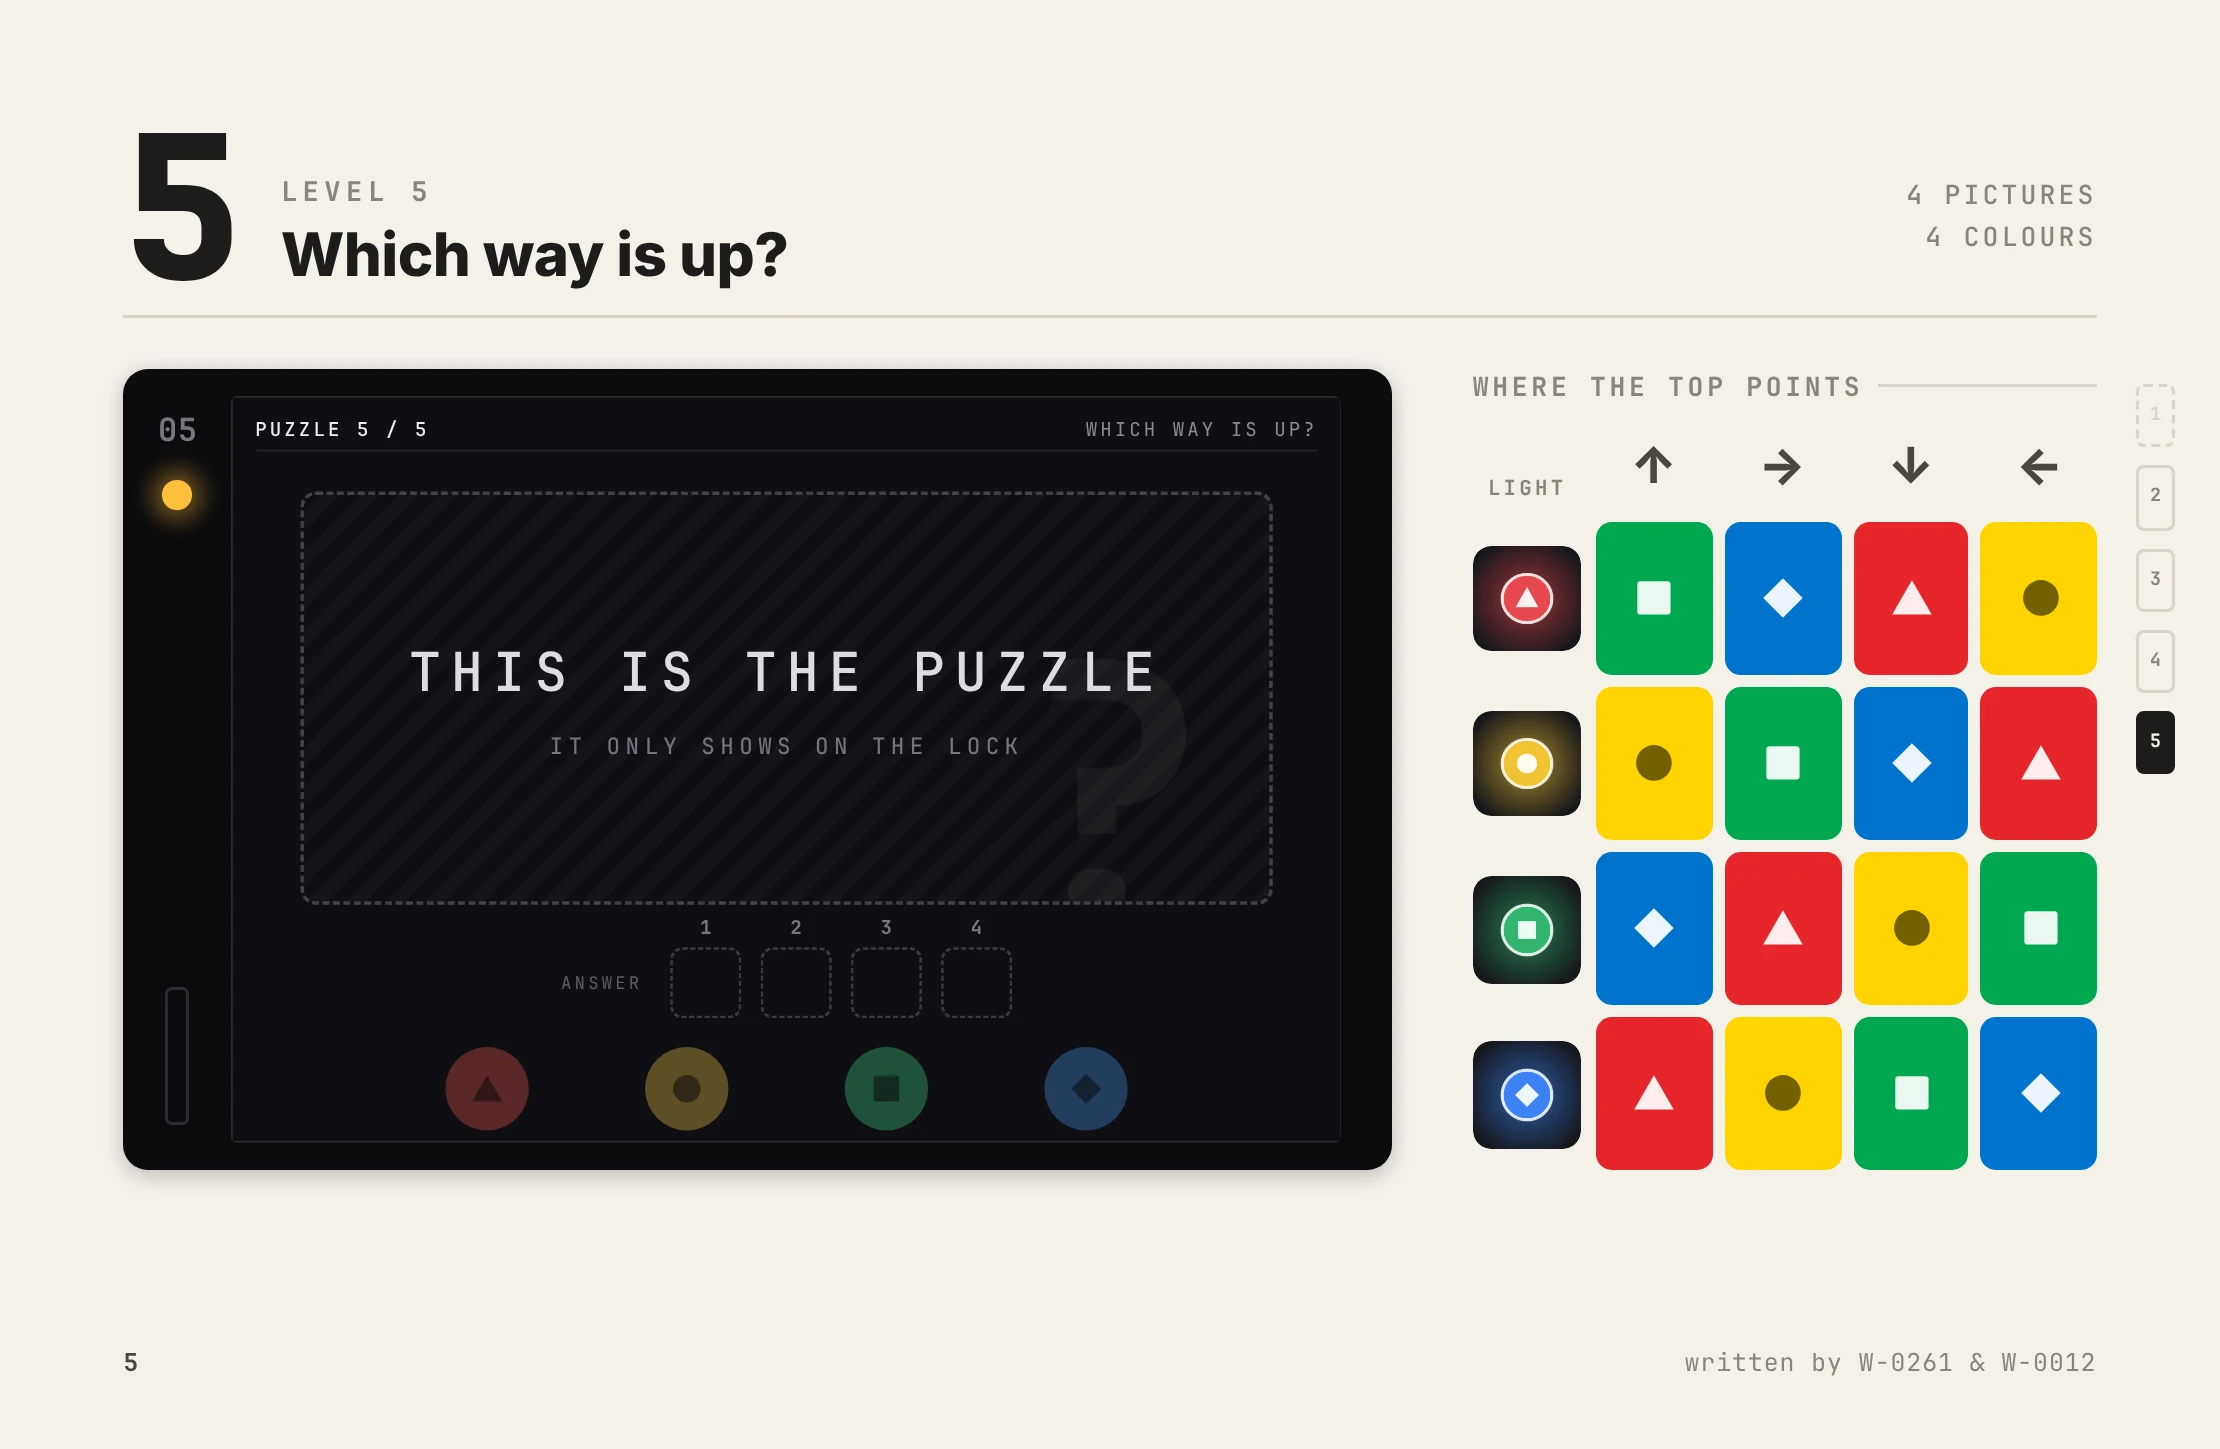 5
LEVEL 5
Which way is up?
4 PICTURES
4 COLOURS
05
PUZZLE 5 / 5
WHICH WAY IS UP?
THIS IS THE PUZZLE
IT ONLY SHOWS ON THE LOCK
?
1 2 3 4
ANSWER
WHERE THE TOP POINTS
LIGHT
1
2
3
4
5
5
written by W-0261 & W-0012